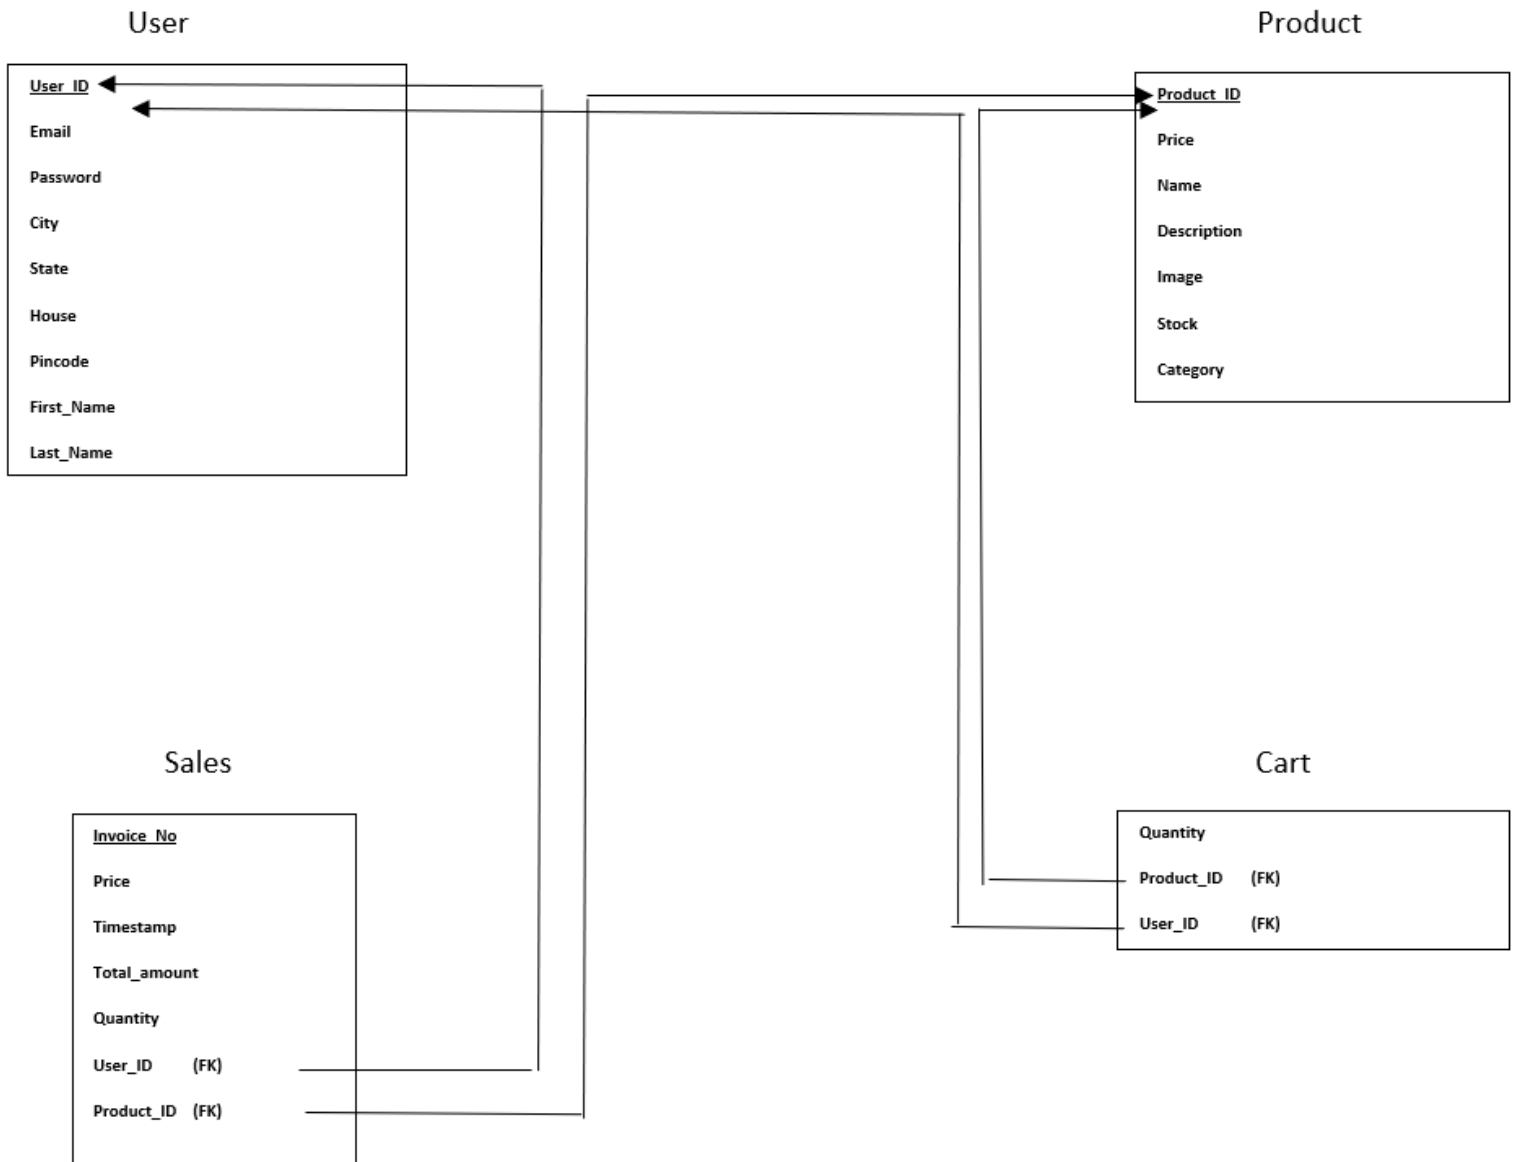 User
User_ID
Email
Password
City
State
House
Pincode
First_Name
Last_Name
Product
Product_ID
Price
Name
Description
Image
Stock
Category
Sales
Invoice_No
Price
Timestamp
Total_amount
Quantity
User_ID (FK)
Product_ID (FK)
Cart
Quantity
Product_ID (FK)
User_ID (FK)